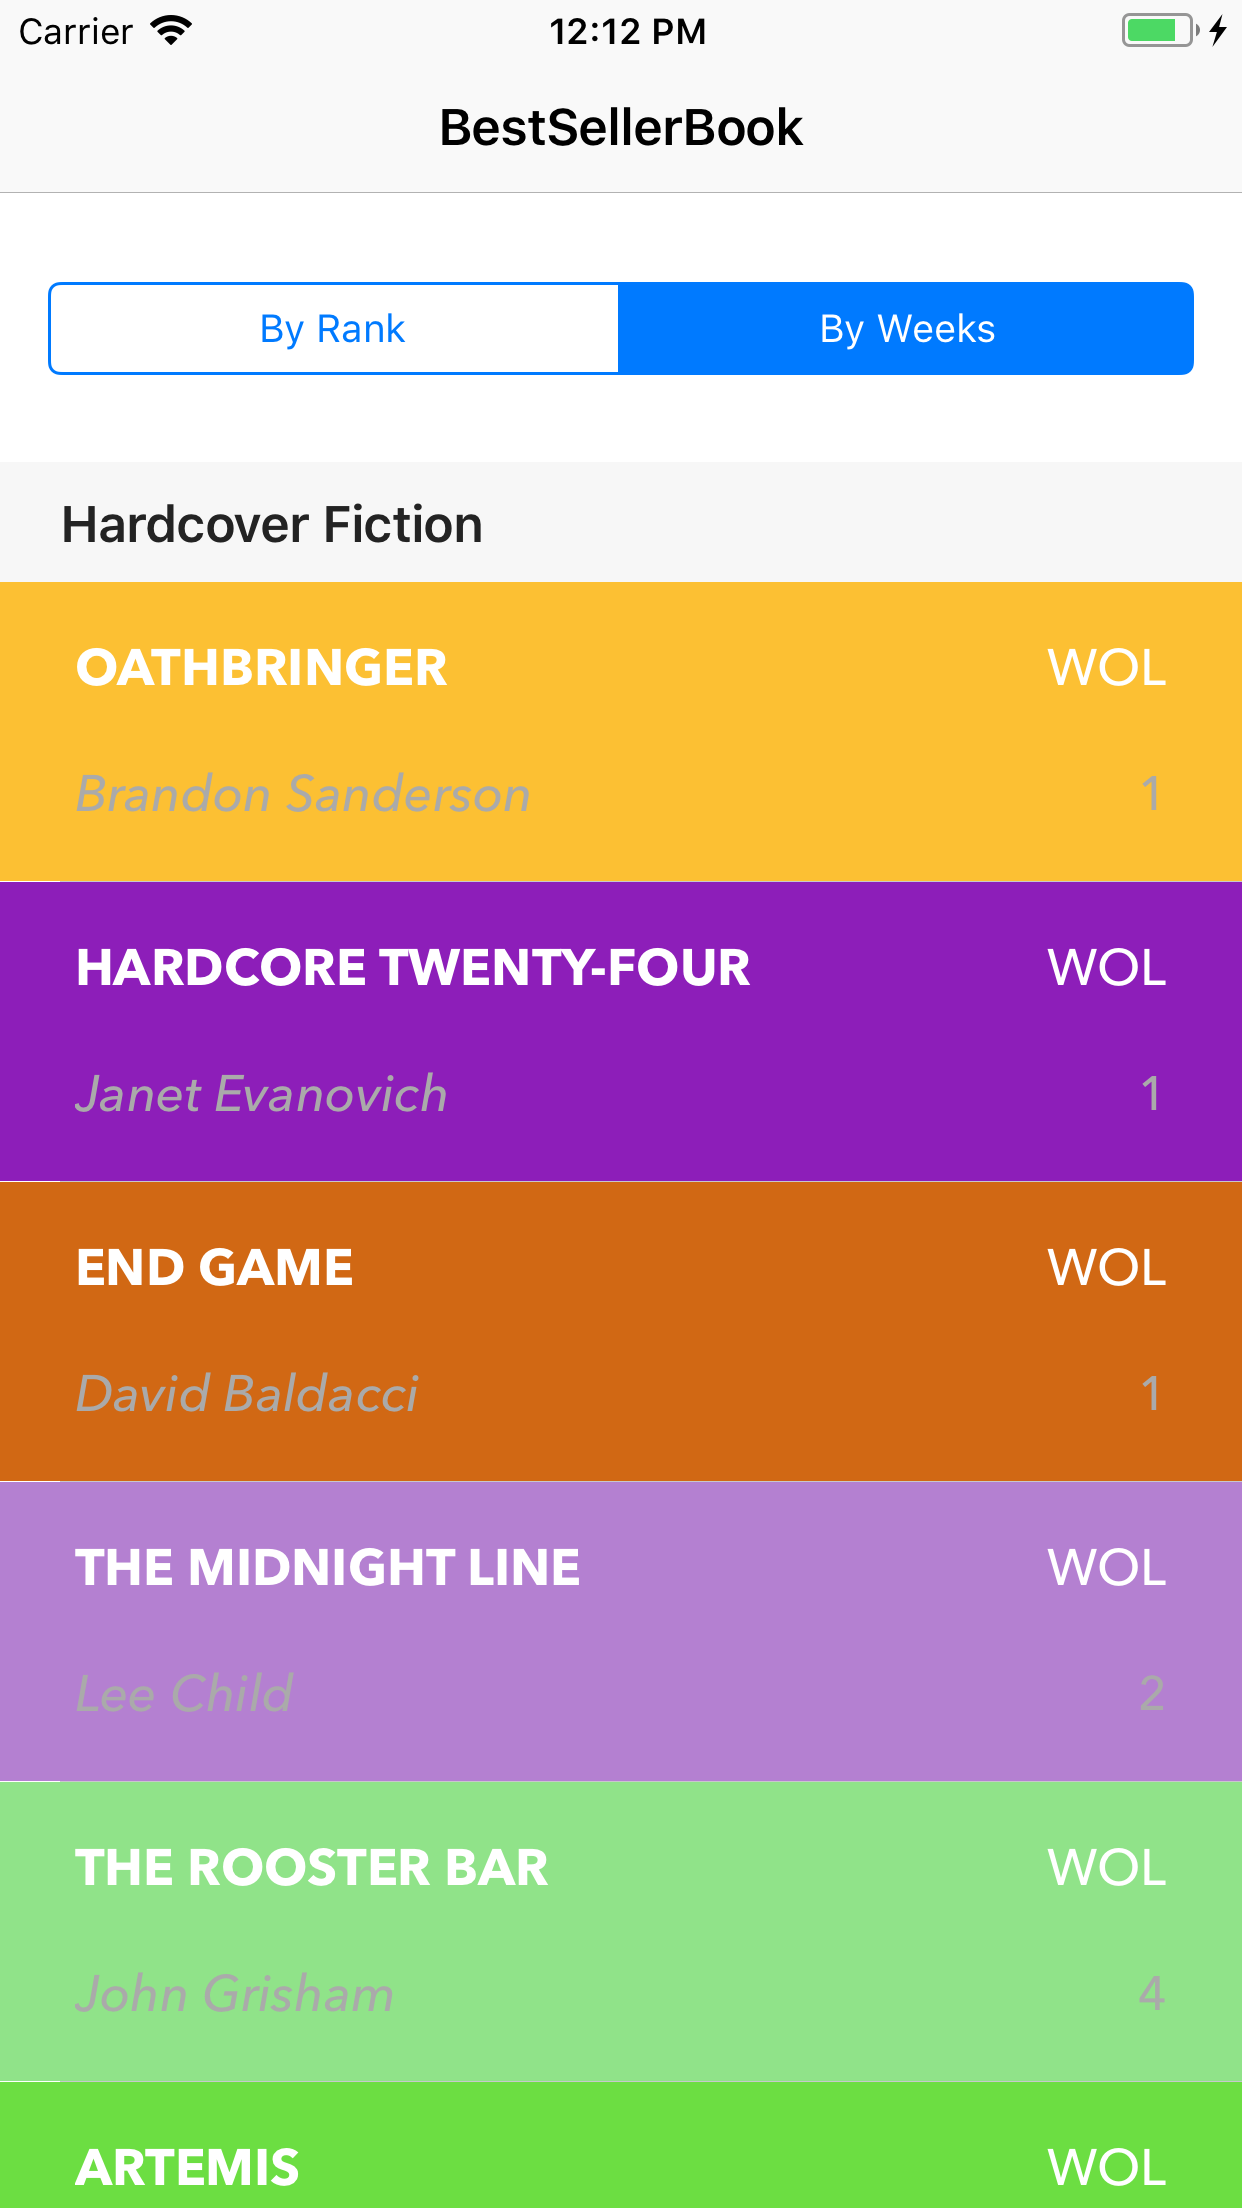 Carrier 12:12 PM
BestSellerBook
By Rank By Weeks
Hardcover Fiction
OATHBRINGER WOL
Brandon Sanderson 1
HARDCORE TWENTY-FOUR WOL
Janet Evanovich 1
END GAME WOL
David Baldacci 1
THE MIDNIGHT LINE WOL
Lee Child 2
THE ROOSTER BAR WOL
John Grisham 4
ARTEMIS WOL